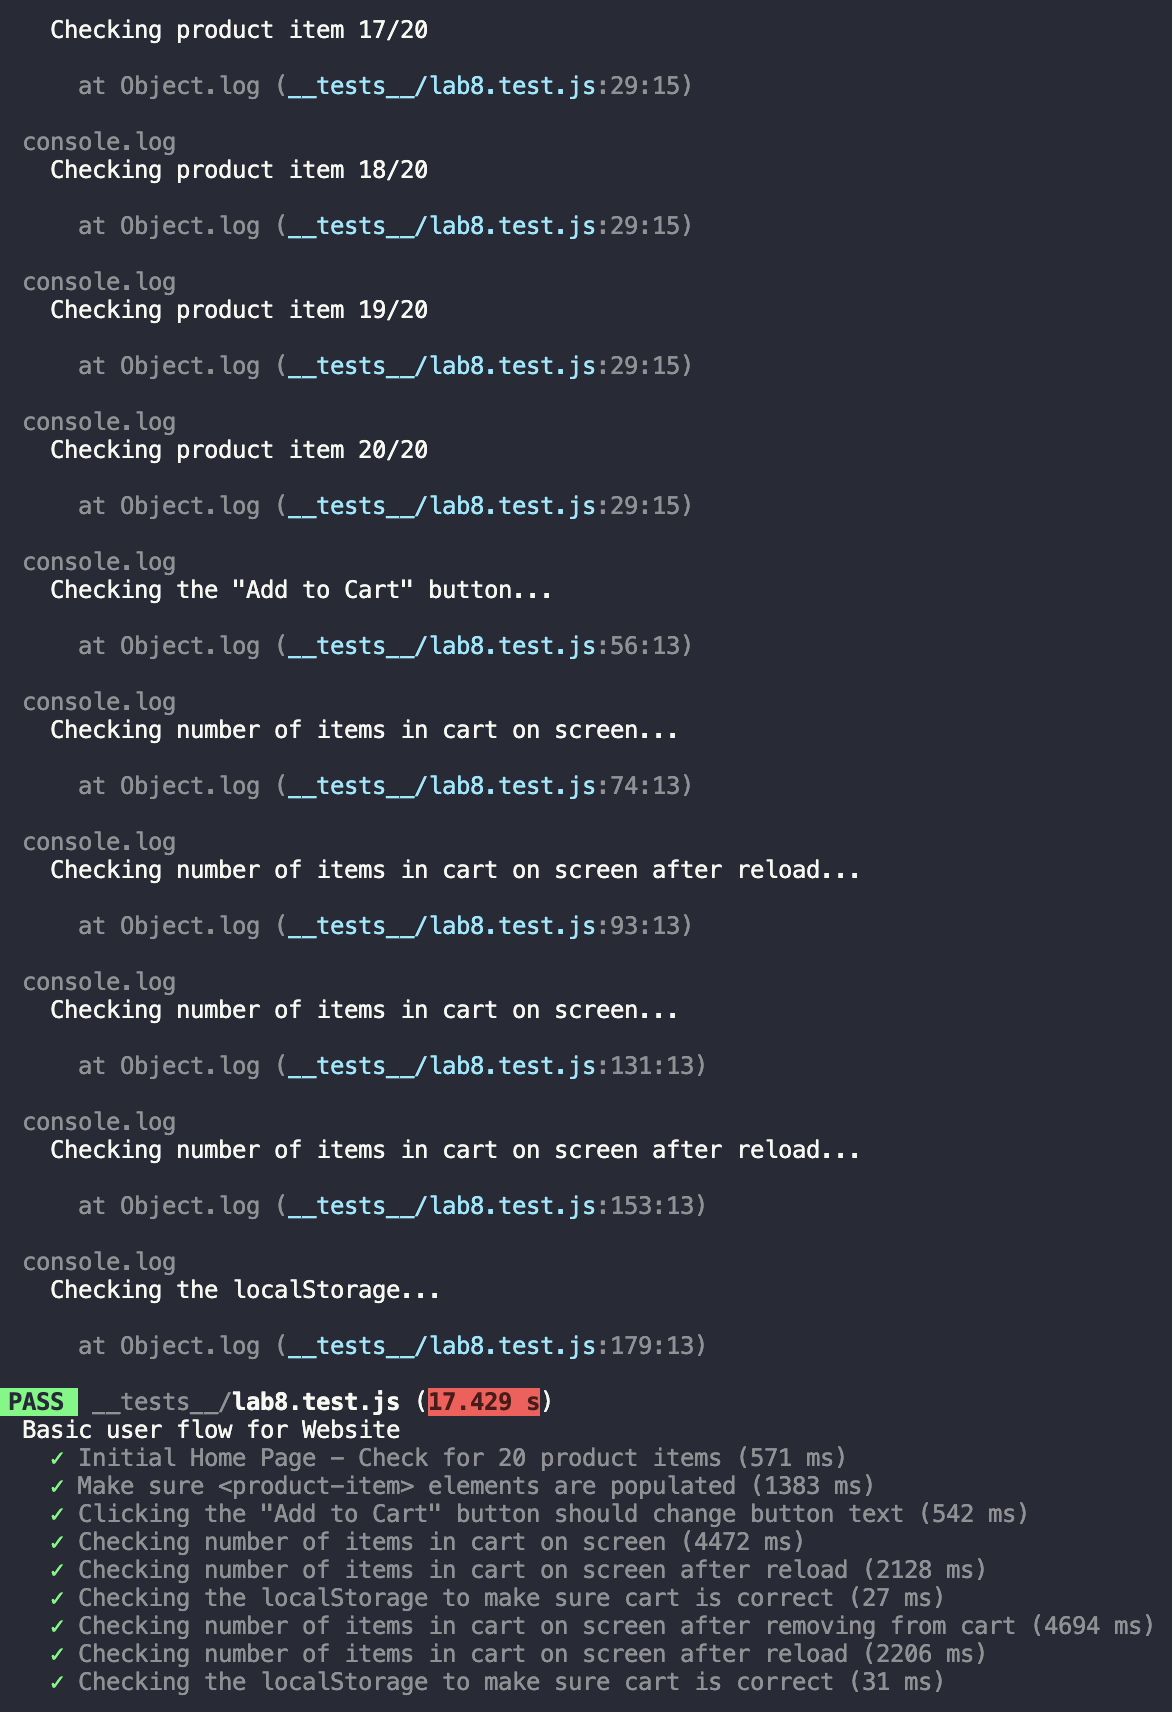 Checking product item 17/20
at Object.log (__tests__/lab8.test.js:29:15)
console.log
Checking product item 18/20
at Object.log (__tests__/lab8.test.js:29:15)
console.log
Checking product item 19/20
at Object.log (__tests__/lab8.test.js:29:15)
console.log
Checking product item 20/20
at Object.log (__tests__/lab8.test.js:29:15)
console.log
Checking the "Add to Cart" button...
at Object.log (__tests__/lab8.test.js:56:13)
console.log
Checking number of items in cart on screen...
at Object.log (__tests__/lab8.test.js:74:13)
console.log
Checking number of items in cart on screen after reload...
at Object.log (__tests__/lab8.test.js:93:13)
console.log
Checking number of items in cart on screen...
at Object.log (__tests__/lab8.test.js:131:13)
console.log
Checking number of items in cart on screen after reload...
at Object.log (__tests__/lab8.test.js:153:13)
console.log
Checking the localStorage...
at Object.log (__tests__/lab8.test.js:179:13)
PASS __tests__/lab8.test.js (17.429 s)
Basic user flow for Website
✓ Initial Home Page - Check for 20 product items (571 ms)
✓ Make sure <product-item> elements are populated (1383 ms)
✓ Clicking the "Add to Cart" button should change button text (542 ms)
✓ Checking number of items in cart on screen (4472 ms)
✓ Checking number of items in cart on screen after reload (2128 ms)
✓ Checking the localStorage to make sure cart is correct (27 ms)
✓ Checking number of items in cart on screen after removing from cart (4694 ms)
✓ Checking number of items in cart on screen after reload (2206 ms)
✓ Checking the localStorage to make sure cart is correct (31 ms)